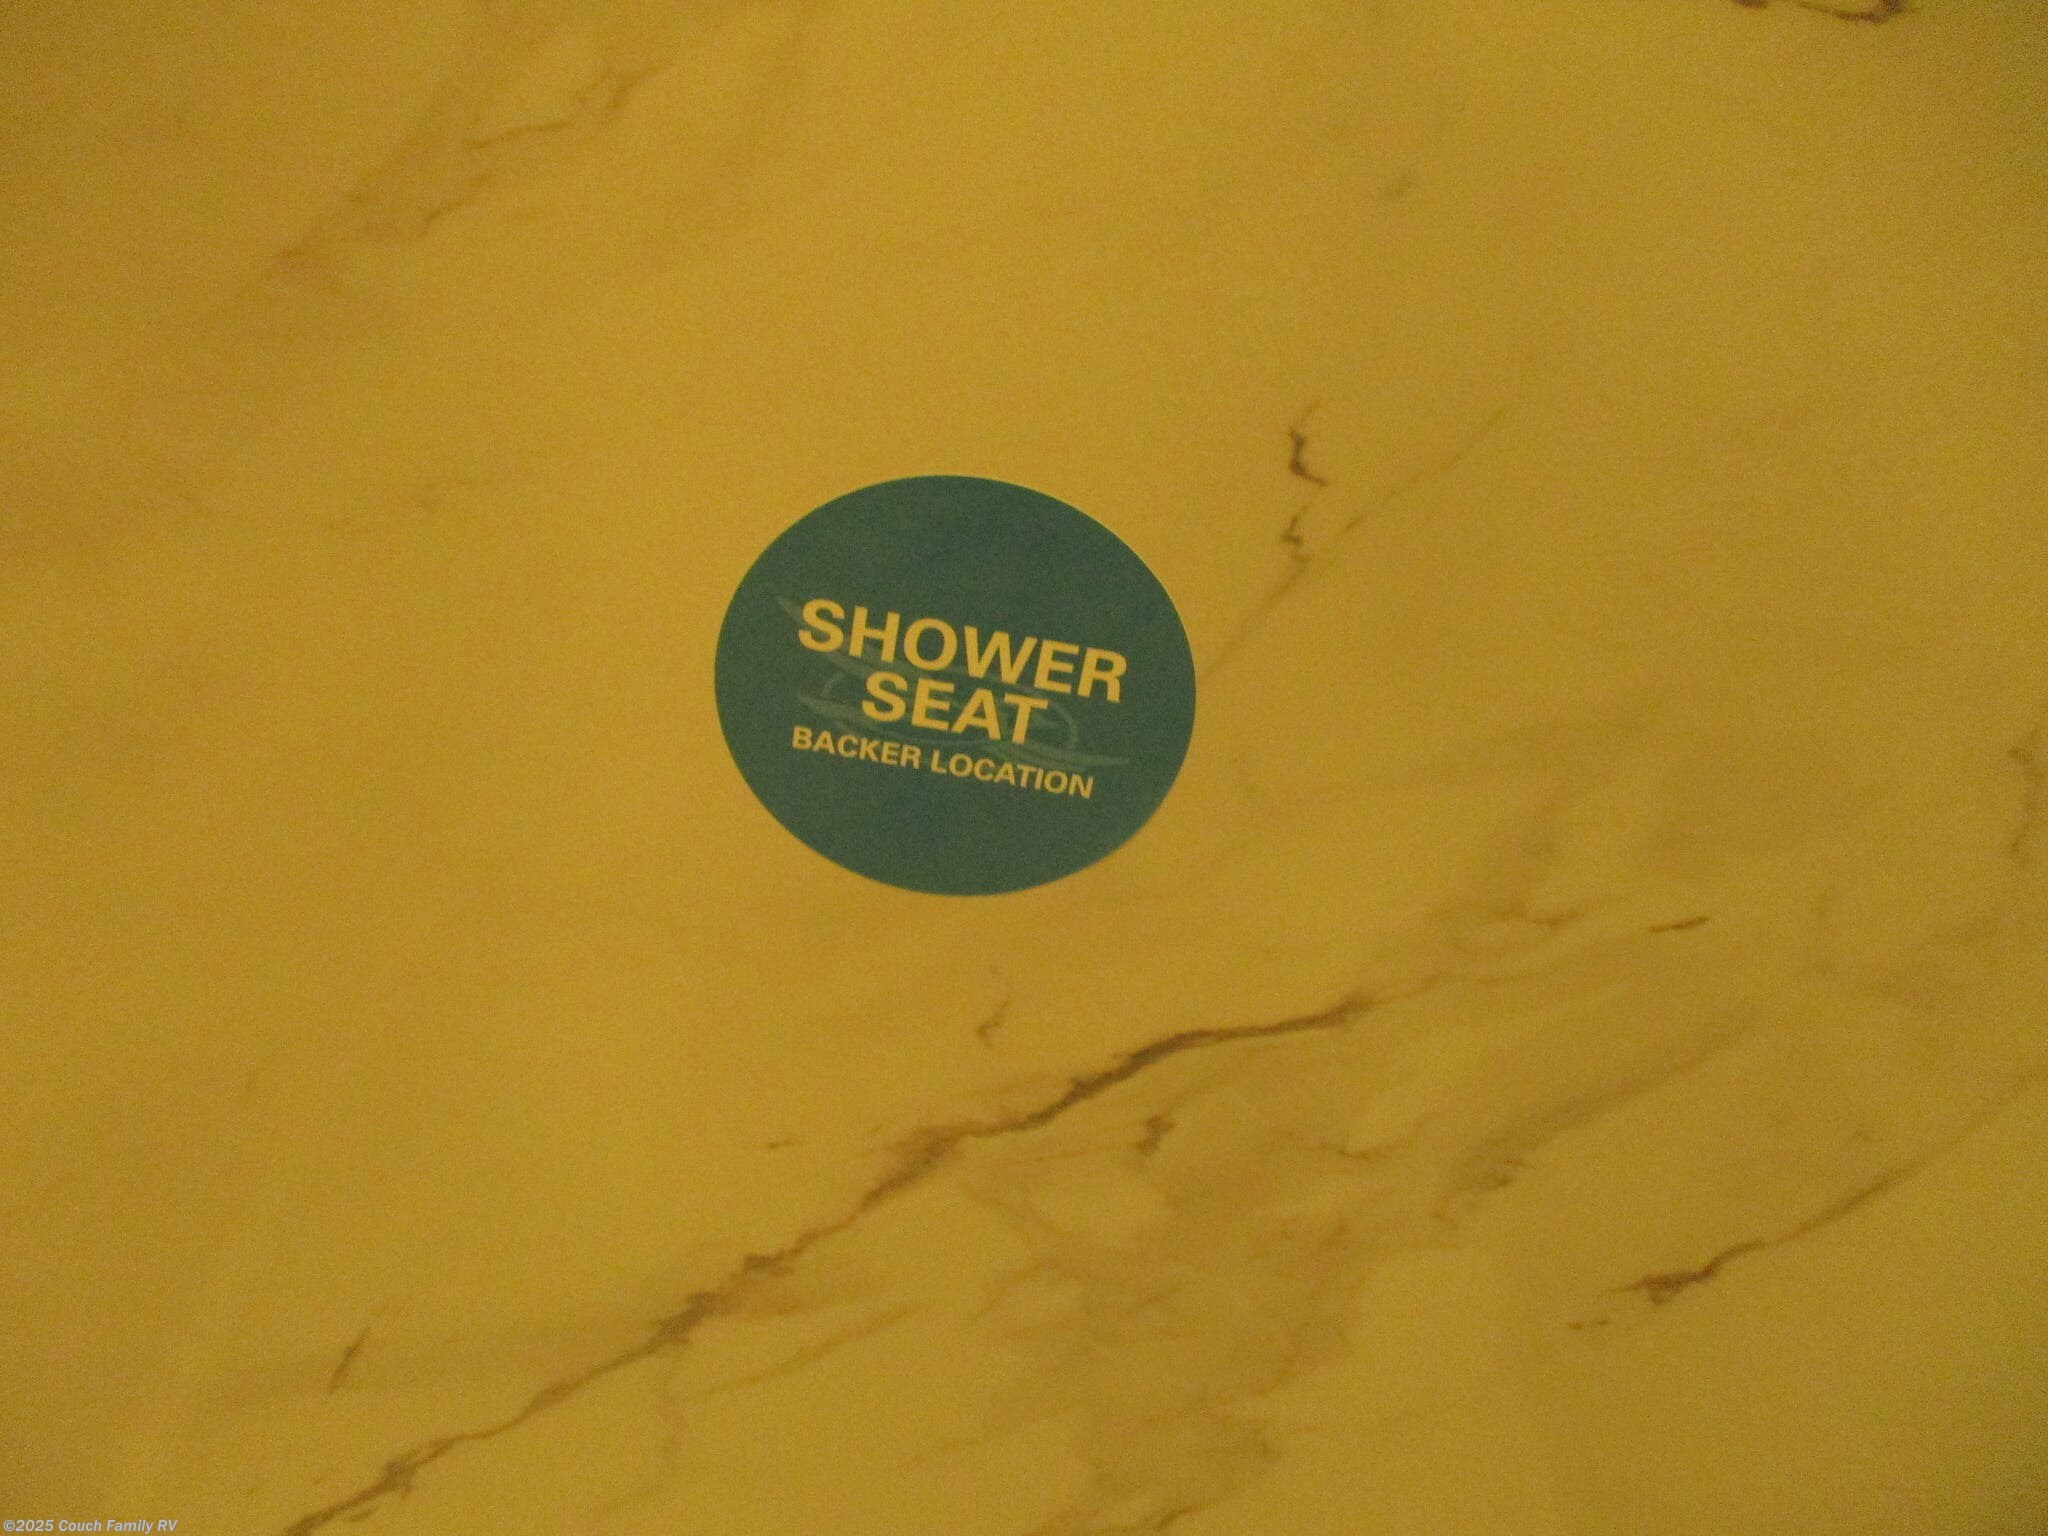 SHOWER
SEAT
BACKER LOCATION
©2025 Couch Family RV